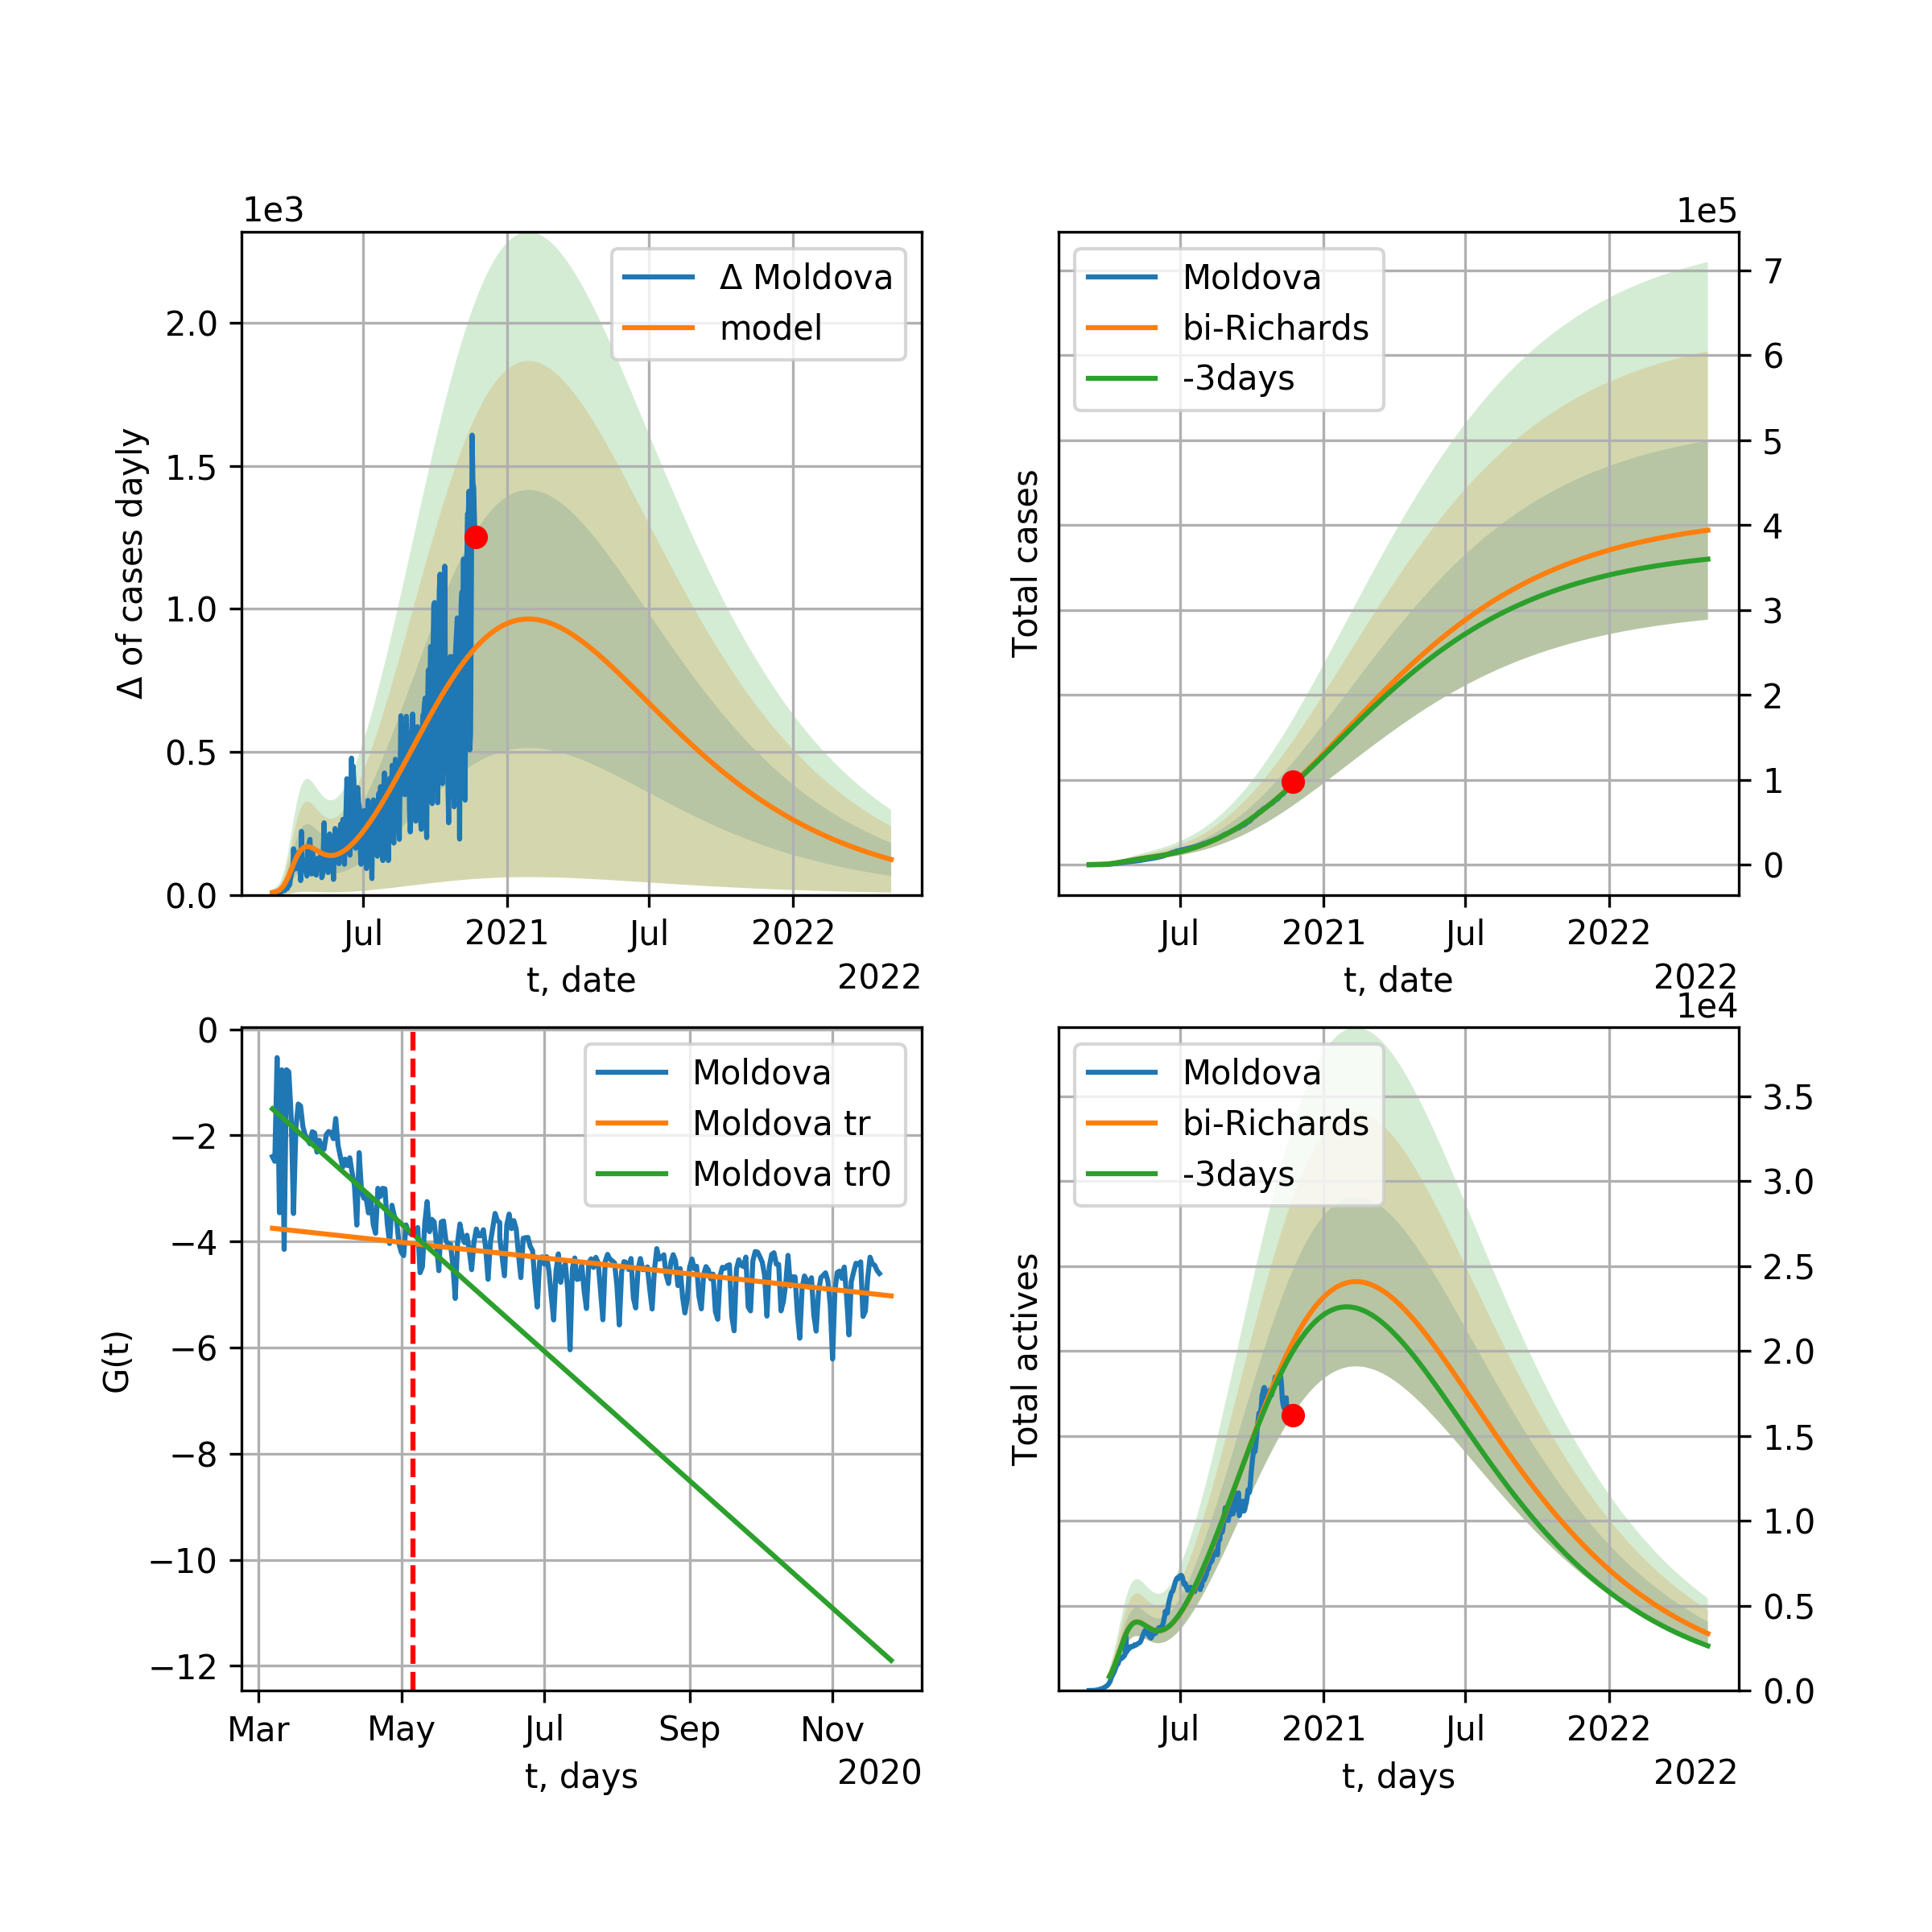 1e3
Δ Moldova
model
2.0
1.5
1.0
0.5
0.0
Δ of cases dayly
Jul
2021
Jul
2022
t, date
2022
1e5
Moldova
bi-Richards
-3days
7
6
5
4
3
2
1
0
Total cases
Jul
2021
Jul
2022
t, date
2022
Moldova
Moldova tr
Moldova tr0
0
−2
−4
−6
−8
−10
−12
G(t)
Mar
May
Jul
Sep
Nov
t, days
2020
1e4
Moldova
bi-Richards
-3days
3.5
3.0
2.5
2.0
1.5
1.0
0.5
0.0
Total actives
Jul
2021
Jul
2022
t, days
2022